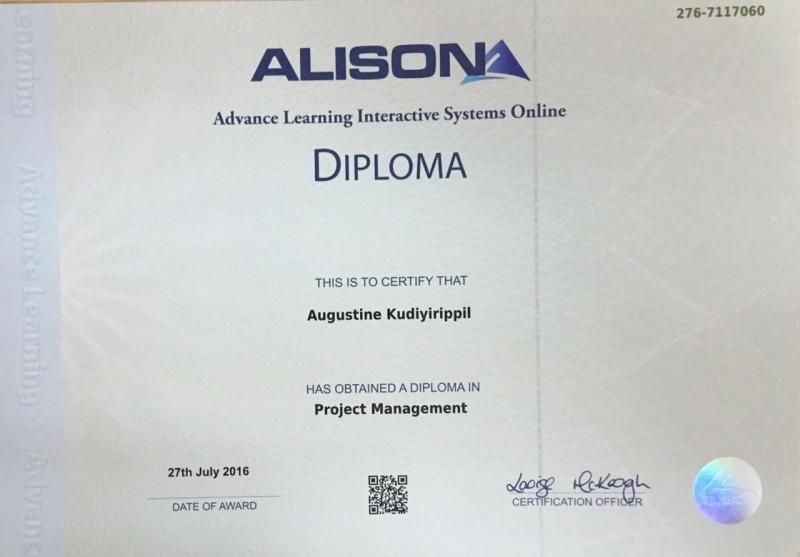 276-7117060
ALISON
Advance Learning Interactive Systems Online
DIPLOMA
THIS IS TO CERTIFY THAT
Augustine Kudiyirippil
HAS OBTAINED A DIPLOMA IN
Project Management
27th July 2016
DATE OF AWARD
Louise McKeogh
CERTIFICATION OFFICER
earning
Advance Learning
Advanc